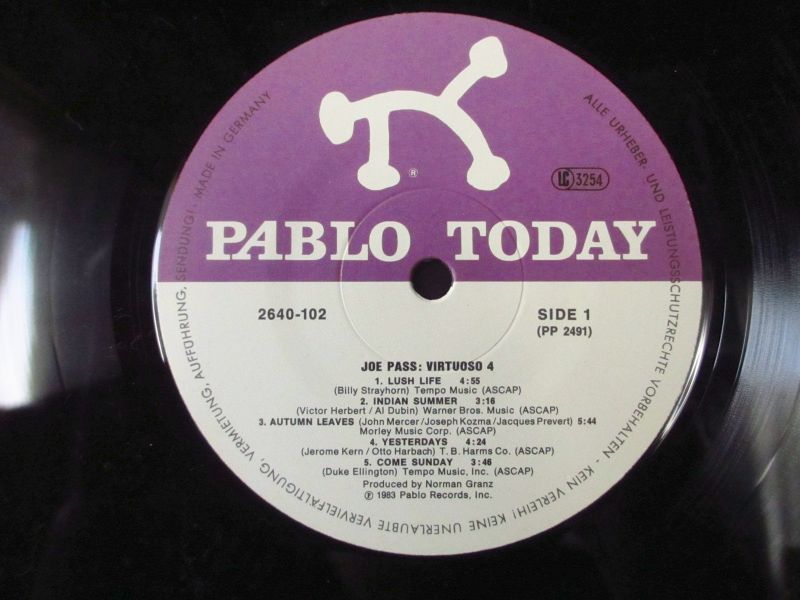 PABLO TODAY
®
LC 3254
2640-102
SIDE 1
(PP 2491)
JOE PASS: VIRTUOSO 4
1. LUSH LIFE 4:55
(Billy Strayhorn) Tempo Music (ASCAP)
2. INDIAN SUMMER 3:16
(Victor Herbert/Al Dubin) Warner Bros. Music (ASCAP)
3. AUTUMN LEAVES (John Mercer/Joseph Kozma/Jacques Prevert) 5:44
Morley Music Corp. (ASCAP)
4. YESTERDAYS 4:24
(Jerome Kern/Otto Harbach) T. B. Harms Co. (ASCAP)
5. COME SUNDAY 3:46
(Duke Ellington) Tempo Music, Inc. (ASCAP)
Produced by Norman Granz
℗ 1983 Pablo Records, Inc.
ALLE URHEBER- UND LEISTUNGSSCHUTZRECHTE VORBEHALTEN - KEIN VERLEIH! KEINE UNERLAUBTE VERVIELFÄLTIGUNG, VERMIETUNG, AUFFÜHRUNG, SENDUNG! . MADE IN GERMANY